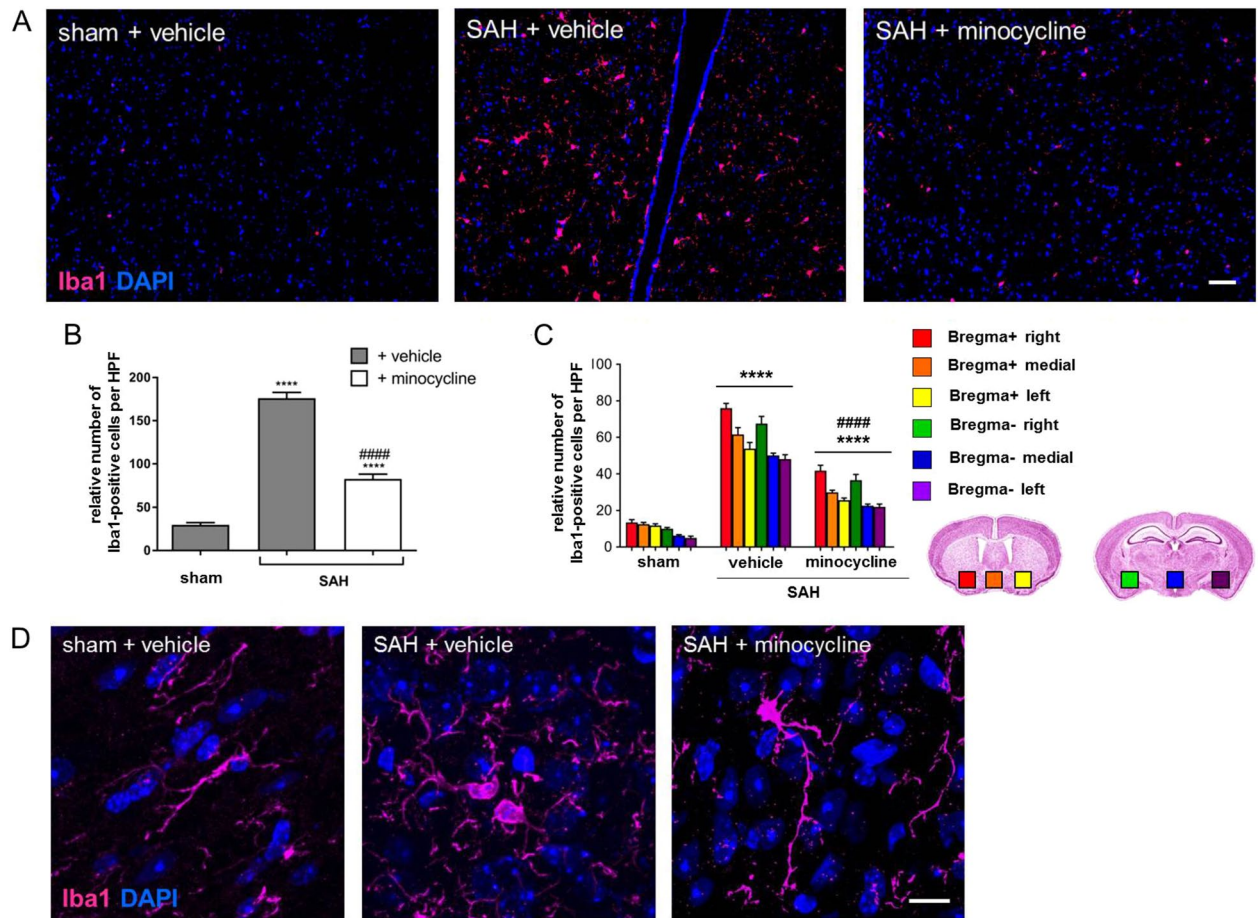 A
sham + vehicle
SAH + vehicle
SAH + minocycline
Iba1 DAPI
B
relative number of
Iba1-positive cells per HPF
200
150
100
50
0
****
####
****
+ vehicle
+ minocycline
sham
SAH
C
relative number of
Iba1-positive cells per HPF
100
80
60
40
20
0
****
####
****
sham
vehicle
minocycline
SAH
Bregma+ right
Bregma+ medial
Bregma+ left
Bregma- right
Bregma- medial
Bregma- left
D
sham + vehicle
SAH + vehicle
SAH + minocycline
Iba1 DAPI